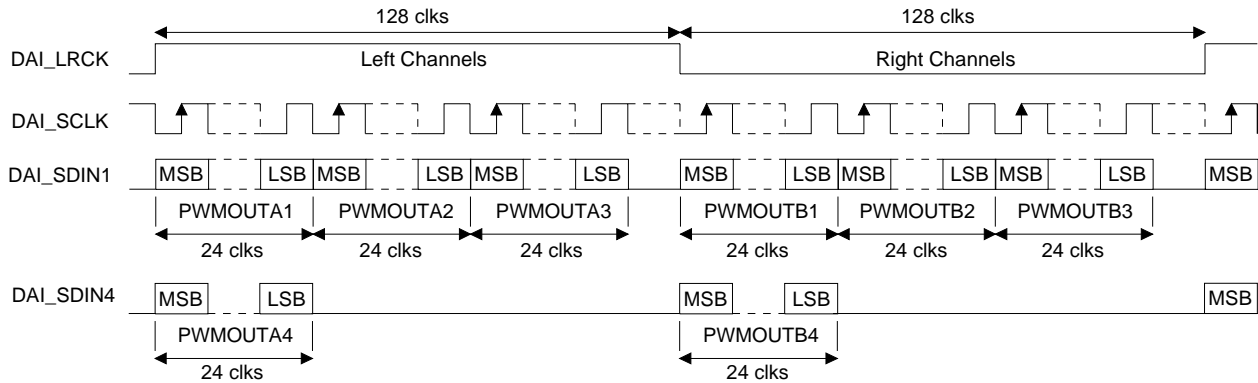 128 clks 128 clks
DAI_LRCK Left Channels Right Channels
DAI_SCLK
DAI_SDIN1 MSB LSB MSB LSB MSB LSB MSB LSB MSB LSB MSB LSB MSB
PWMOUTA1 PWMOUTA2 PWMOUTA3 PWMOUTB1 PWMOUTB2 PWMOUTB3
24 clks 24 clks 24 clks 24 clks 24 clks 24 clks
DAI_SDIN4 MSB LSB MSB LSB MSB
PWMOUTA4 PWMOUTB4
24 clks 24 clks